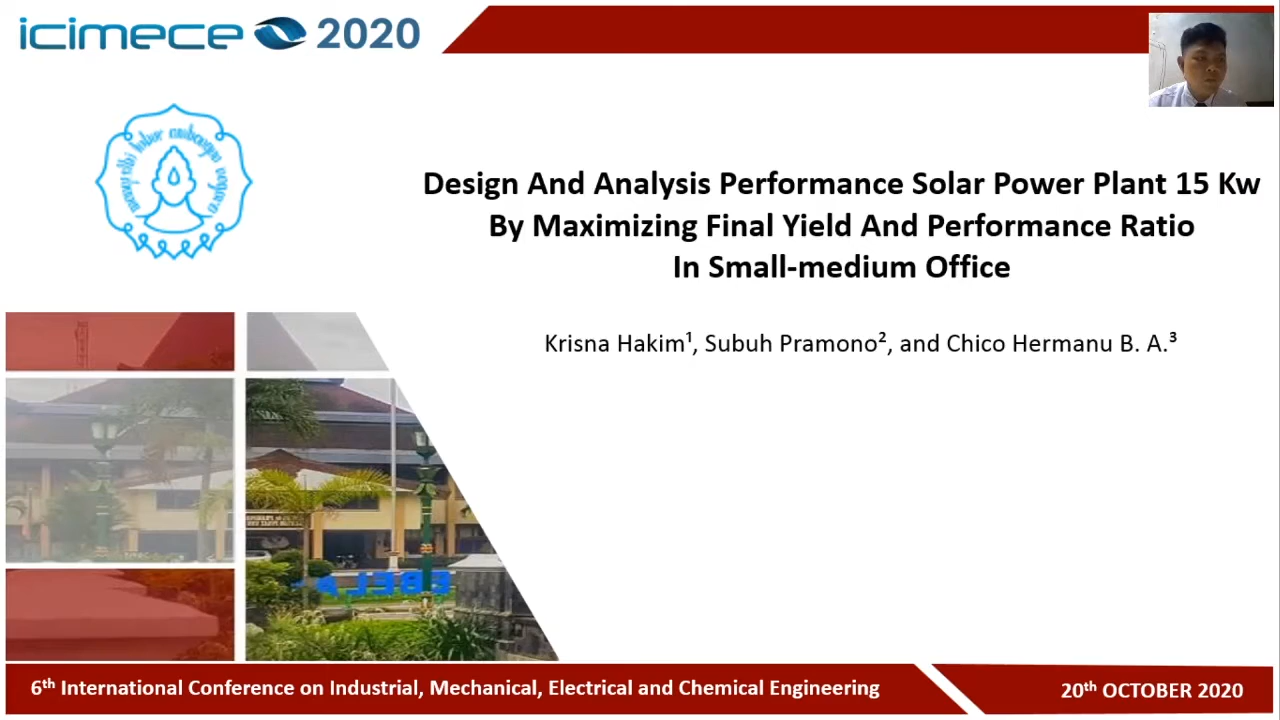 icimece 2020
Design And Analysis Performance Solar Power Plant 15 Kw
By Maximizing Final Yield And Performance Ratio
In Small-medium Office
Krisna Hakim¹, Subuh Pramono², and Chico Hermanu B. A.³
6th International Conference on Industrial, Mechanical, Electrical and Chemical Engineering
20th OCTOBER 2020